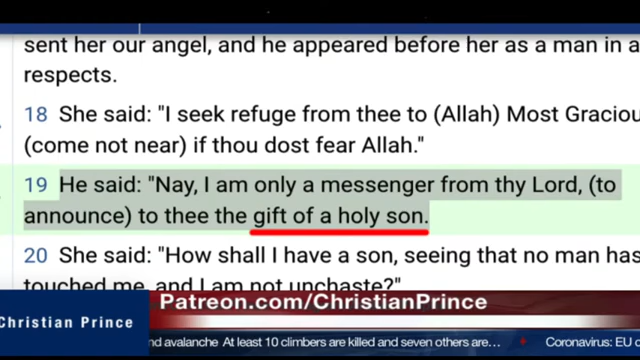 sent her our angel, and he appeared before her as a man in a
respects.
18 She said: "I seek refuge from thee to (Allah) Most Graciou
(come not near) if thou dost fear Allah."
19 He said: "Nay, I am only a messenger from thy Lord, (to
announce) to thee the gift of a holy son.
20 She said: "How shall I have a son, seeing that no man has
touched me, and I am not unchaste?"
Patreon.com/ChristianPrince
Christian Prince
nd avalanche At least 10 climbers are killed and seven others are... Coronavirus: EU c